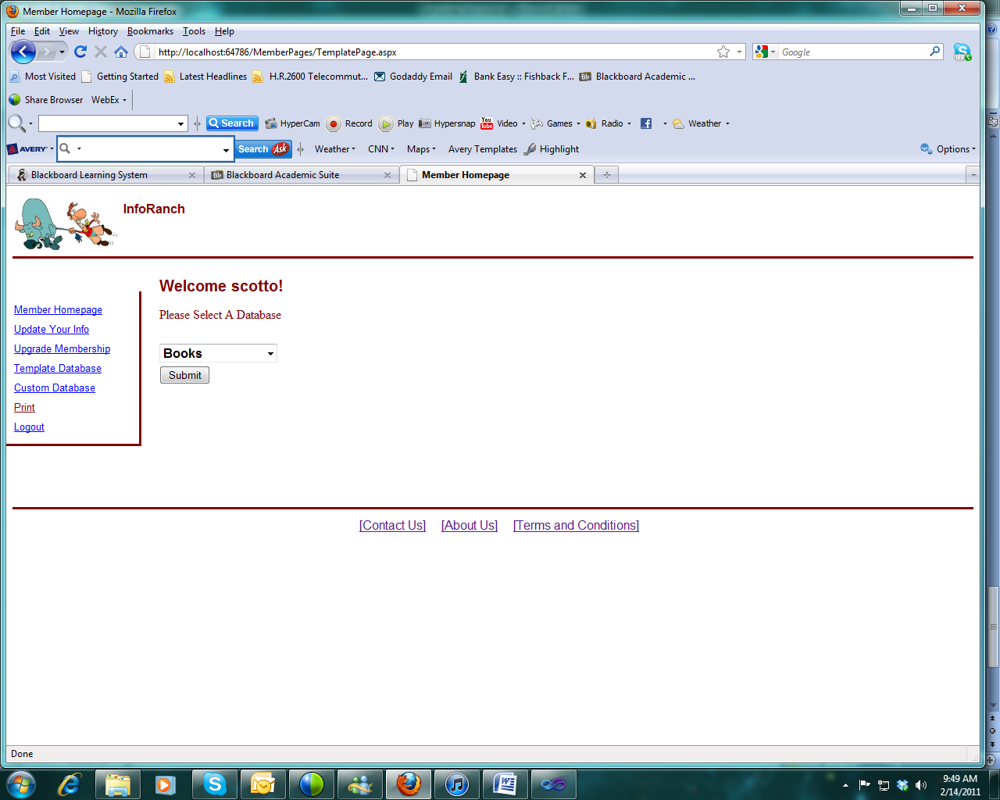 Member Homepage - Mozilla Firefox
File Edit View History Bookmarks Tools Help
http://localhost:64786/MemberPages/TemplatePage.aspx Google
Most Visited Getting Started Latest Headlines H.R.2600 Telecommut... Godaddy Email Bank Easy :: Fishback F... Bb Blackboard Academic ...
Share Browser WebEx
Search HyperCam Record Play Hypersnap You Tube Video Games Radio Weather
AVERY Search Ask Weather CNN Maps Avery Templates Highlight Options
Blackboard Learning System Bb Blackboard Academic Suite Member Homepage
InfoRanch
Welcome scotto!
Please Select A Database
Member Homepage
Update Your Info
Upgrade Membership
Template Database
Custom Database
Print
Logout
Books
Submit
[Contact Us] [About Us] [Terms and Conditions]
Done
9:49 AM
2/14/2011